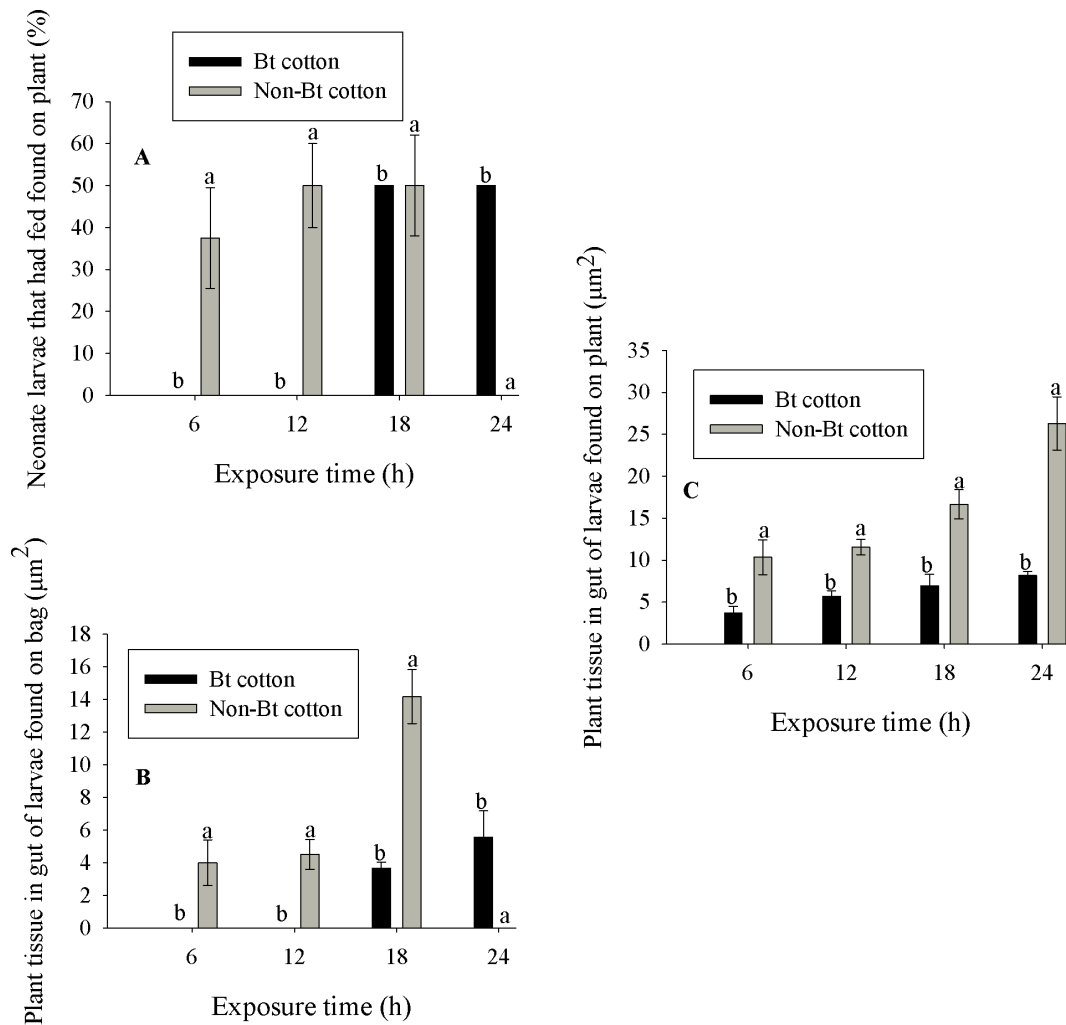 Neonate larvae that had fed found on plant (%)
Bt cotton
Non-Bt cotton
A
70
60
50
40
30
20
10
0
b a b a b a b a
6 12 18 24
Exposure time (h)
Plant tissue in gut of larvae found on bag (μm²)
Bt cotton
Non-Bt cotton
B
18
16
14
12
10
8
6
4
2
0
b a b a b a b a
6 12 18 24
Exposure time (h)
Plant tissue in gut of larvae found on plant (μm²)
Bt cotton
Non-Bt cotton
C
35
30
25
20
15
10
5
0
b a b a b a b a
6 12 18 24
Exposure time (h)